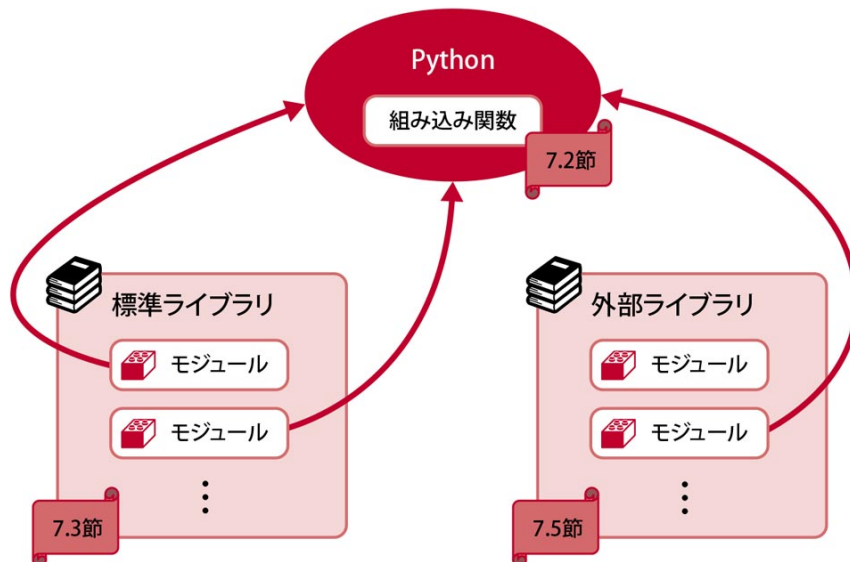 Python
組み込み関数
7.2節
標準ライブラリ
モジュール
モジュール
⋮
7.3節
外部ライブラリ
モジュール
モジュール
⋮
7.5節